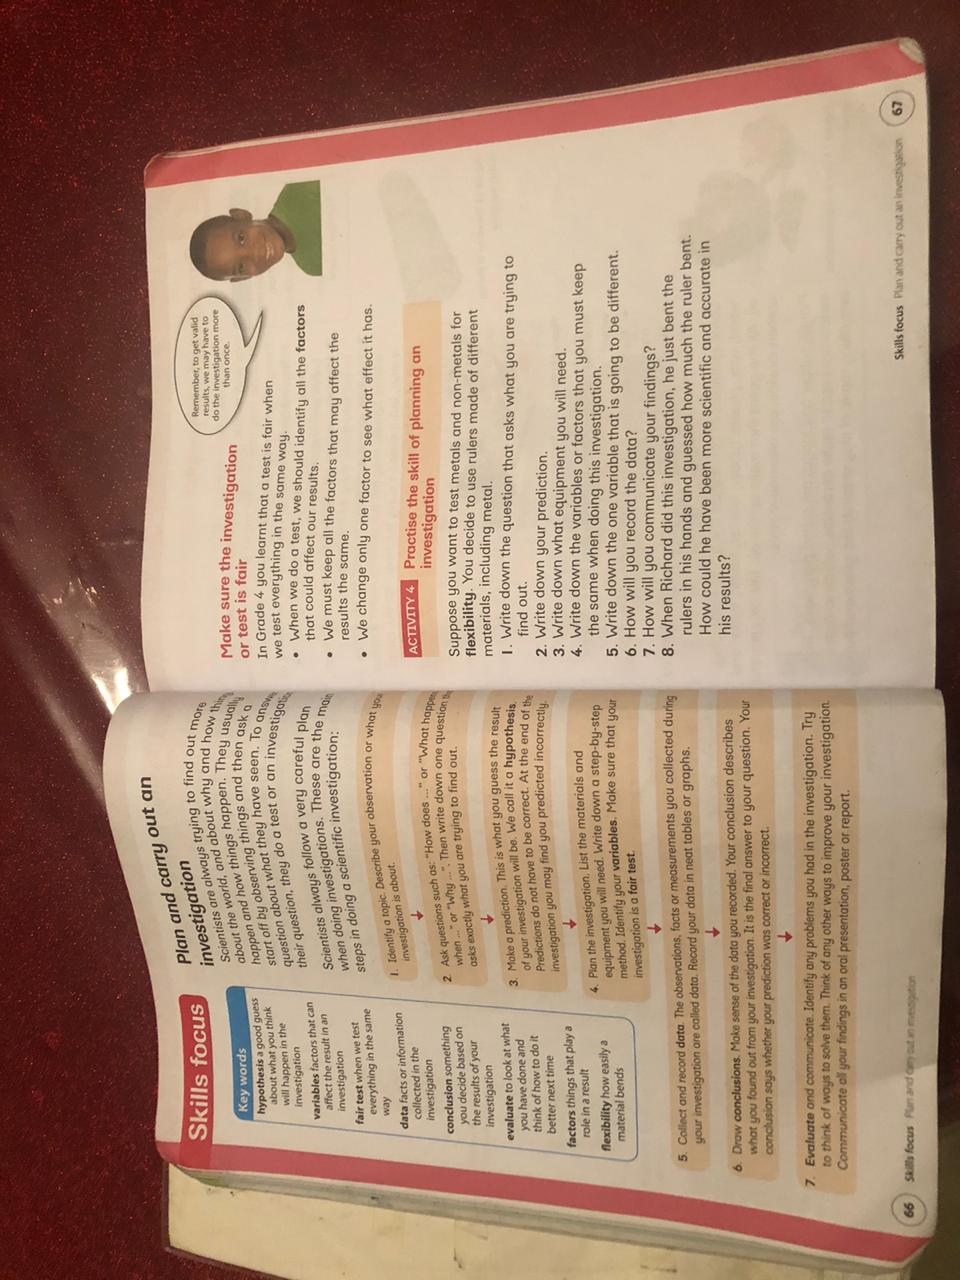 Skills focus
Plan and carry out an
investigation
Key words
hypothesis a good guess
about what you think
will happen in the
investigation
variables factors that can
affect the result in an
investigation
fair test when we test
everything in the same
way
data facts or information
collected in the
investigation
conclusion something
you decide based on
the results of your
investigation
evaluate to look at what
you have done and
think of how to do it
better next time
factors things that play a
role in a result
flexibility how easily a
material bends
Scientists are always trying to find out more
about the world, and about why and how
about how things happen. They usually
happen and how things and then ask a
start off by observing
question about what they have seen. To
question, they do a test or an
their question,
Scientists always follow a very careful plan
when doing investigations. These are the main
steps in doing a scientific investigation:
1. Identify a topic. Describe your observation or what
investigation is about.
2. Ask questions such as: "How does ..." or "What
when ..." or "Why ...". Then write down one question
asks exactly what you are trying to find out.
3. Make a prediction. This is what you guess the result
of your investigation will be. We call it a hypothesis.
Predictions do not have to be correct. At the end of the
investigation you may find you predicted incorrectly.
4. Plan the investigation. List the materials and
equipment you will need. Write down a step-by-step
method. Identify your variables. Make sure that your
investigation is a fair test.
5. Collect and record data. The observations, facts or measurements you collected during
your investigation are called data. Record your data in neat tables or graphs.
6. Draw conclusions. Make sense of the data you recorded. Your conclusion describes
what you found out from your investigation. It is the final answer to your question. Your
conclusion says whether your prediction was correct or incorrect.
7. Evaluate and communicate. Identify any problems you had in the investigation. Try
to think of ways to solve them. Think of any other ways to improve your investigation.
Communicate all your findings in an oral presentation, poster or report.
66 Skills focus Plan and carry out an investigation
Make sure the investigation
or test is fair
In Grade 4 you learnt that a test is fair when
we test everything in the same way.
• When we do a test, we should identify all the factors
that could affect our results.
• We must keep all the factors that may affect the
results the same.
• We change only one factor to see what effect it has.
Remember, to get valid
results, we may have to
do the investigation more
than once.
ACTIVITY 4 Practise the skill of planning an
investigation
Suppose you want to test metals and non-metals for
flexibility. You decide to use rulers made of different
materials, including metal.
1. Write down the question that asks what you are trying to
find out.
2. Write down your prediction.
3. Write down what equipment you will need.
4. Write down the variables or factors that you must keep
the same when doing this investigation.
5. Write down the one variable that is going to be different.
6. How will you record the data?
7. How will you communicate your findings?
8. When Richard did this investigation, he just bent the
rulers in his hands and guessed how much the ruler bent.
How could he have been more scientific and accurate in
his results?
Skills focus Plan and carry out an investigation 67